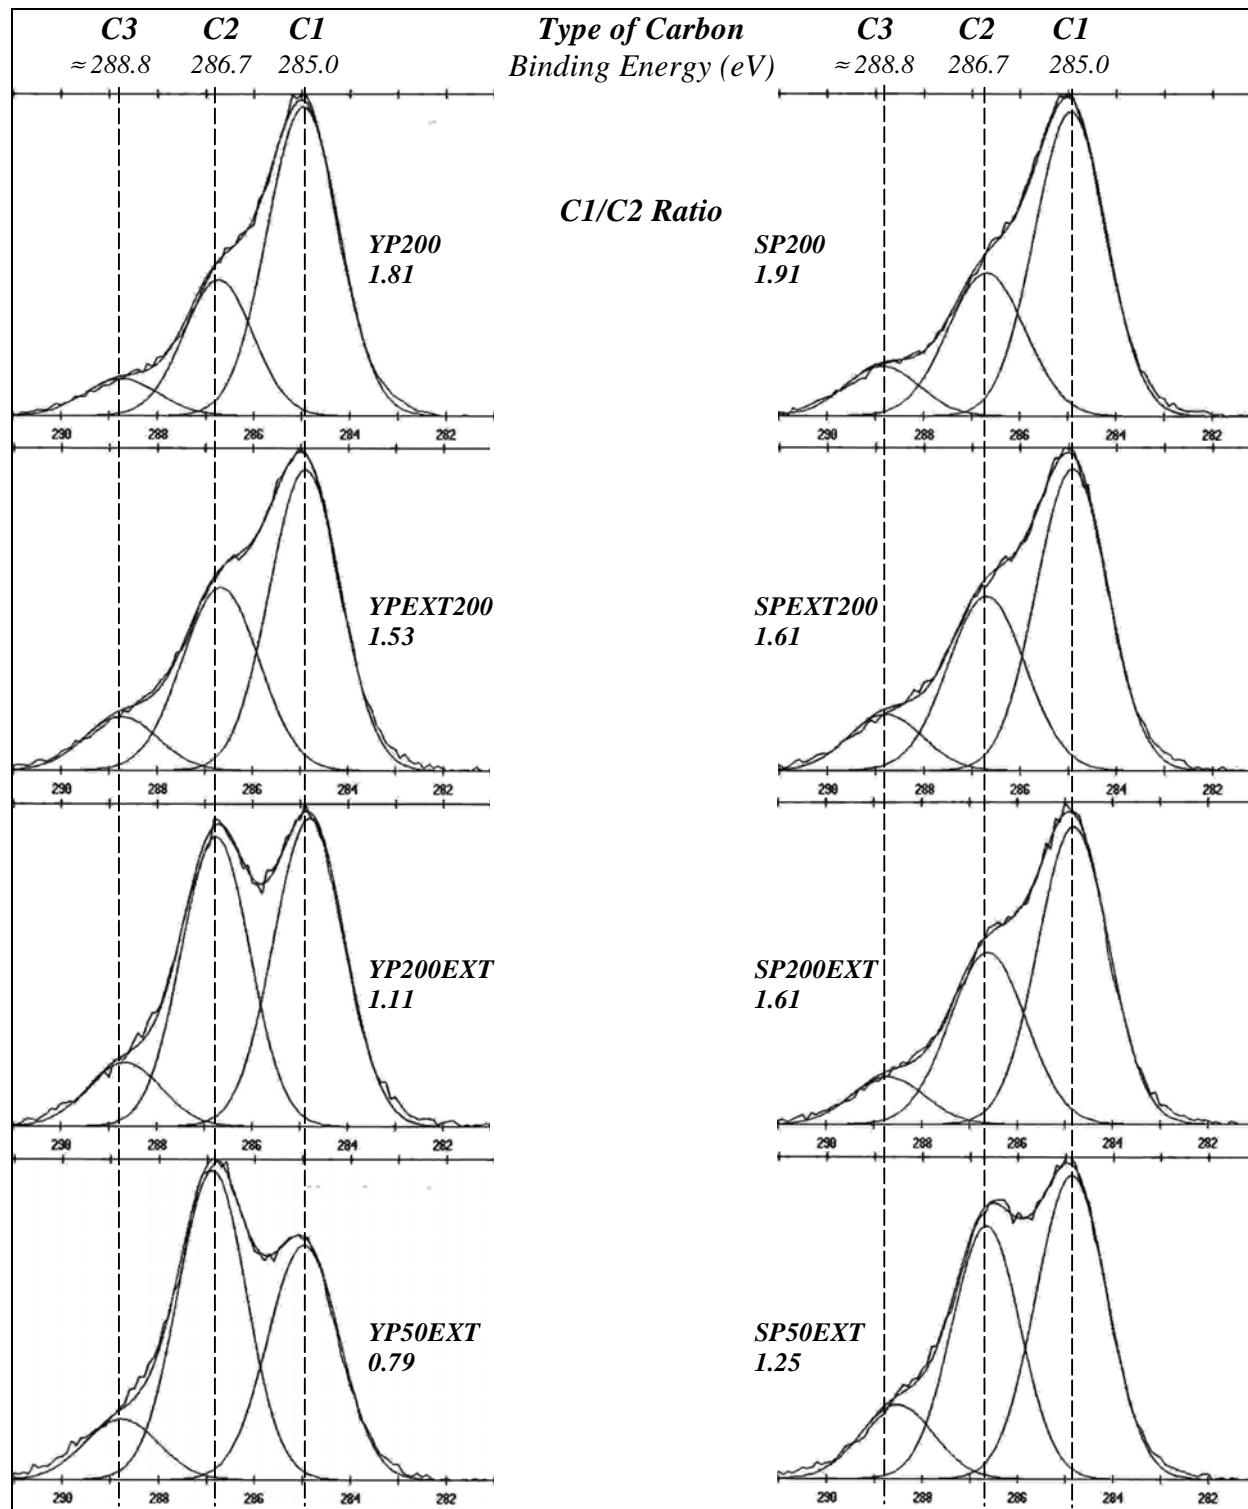 C3 C2 C1 Type of Carbon C3 C2 C1
≈288.8 286.7 285.0 Binding Energy (eV) ≈288.8 286.7 285.0
C1/C2 Ratio
YP200
1.81
SP200
1.91
290 288 286 284 282
290 288 286 284 282
YPEXT200
1.53
SPEXT200
1.61
290 288 286 284 282
290 288 286 284 282
YP200EXT
1.11
SP200EXT
1.61
290 288 286 284 282
290 288 286 284 282
YP50EXT
0.79
SP50EXT
1.25
290 288 286 284 282
290 288 286 284 282